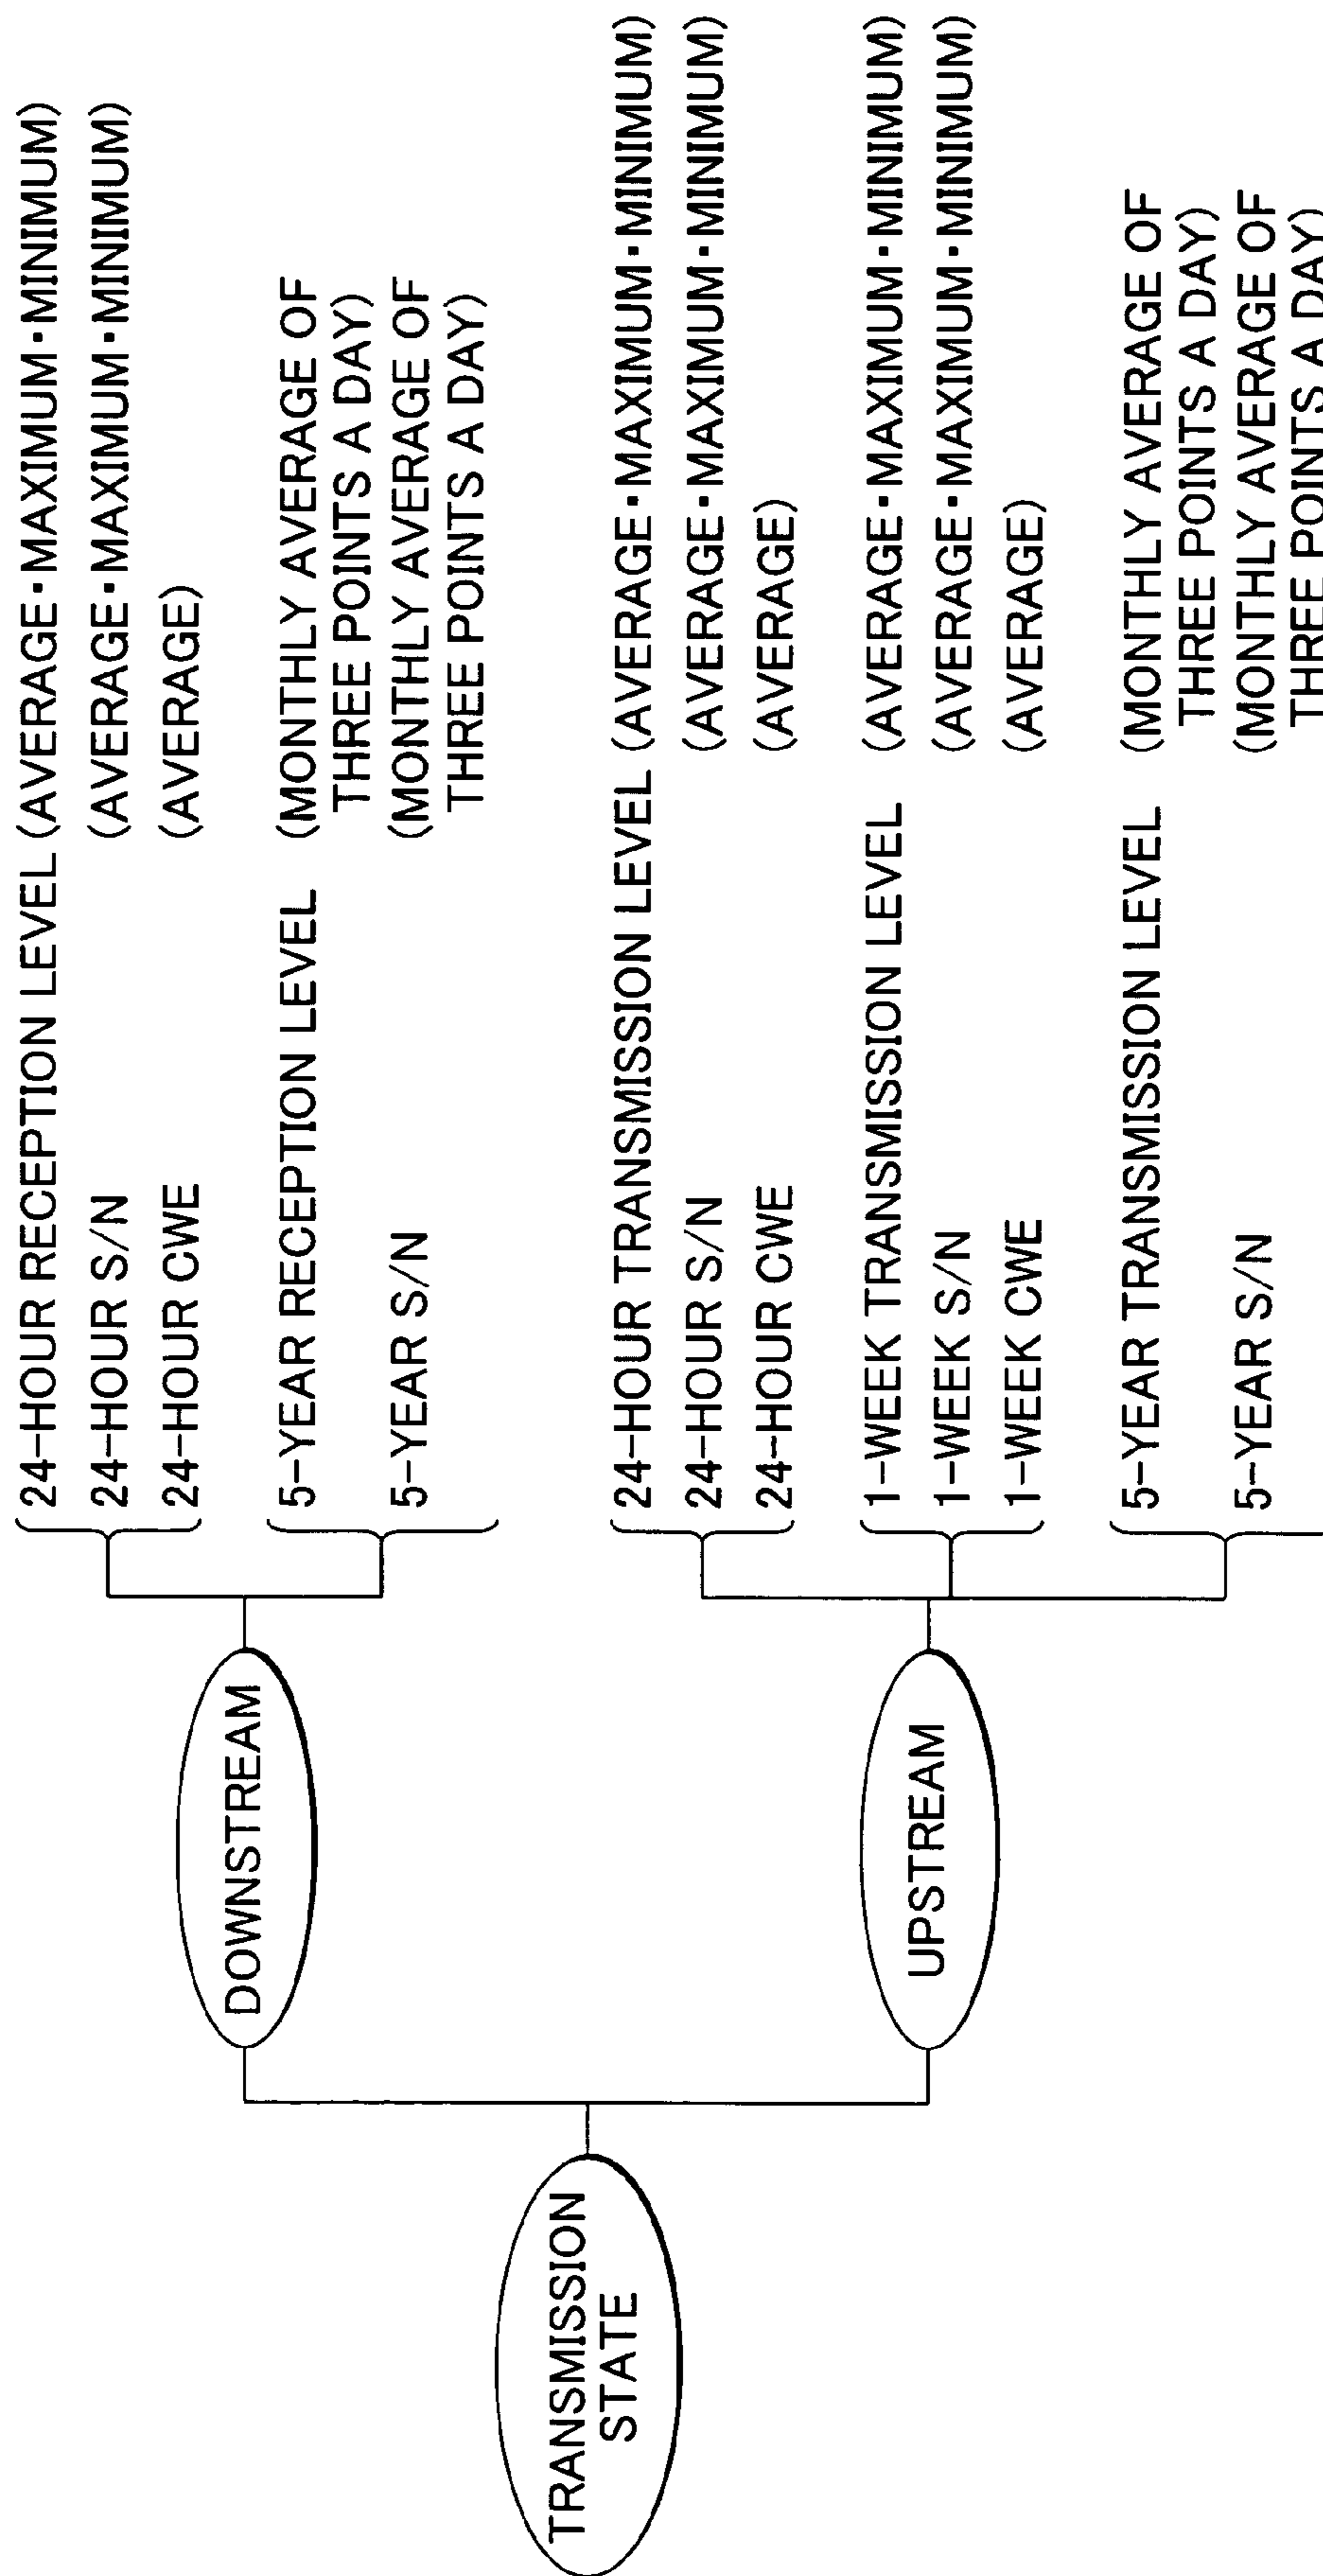 TRANSMISSION
STATE
DOWNSTREAM
24-HOUR RECEPTION LEVEL (AVERAGE・MAXIMUM・MINIMUM)
24-HOUR S/N (AVERAGE・MAXIMUM・MINIMUM)
24-HOUR CWE (AVERAGE)
5-YEAR RECEPTION LEVEL (MONTHLY AVERAGE OF
THREE POINTS A DAY)
5-YEAR S/N (MONTHLY AVERAGE OF
THREE POINTS A DAY)
UPSTREAM
24-HOUR TRANSMISSION LEVEL (AVERAGE・MAXIMUM・MINIMUM)
24-HOUR S/N (AVERAGE・MAXIMUM・MINIMUM)
24-HOUR CWE (AVERAGE)
1-WEEK TRANSMISSION LEVEL (AVERAGE・MAXIMUM・MINIMUM)
1-WEEK S/N (AVERAGE・MAXIMUM・MINIMUM)
1-WEEK CWE (AVERAGE)
5-YEAR TRANSMISSION LEVEL (MONTHLY AVERAGE OF
THREE POINTS A DAY)
5-YEAR S/N (MONTHLY AVERAGE OF
THREE POINTS A DAY)